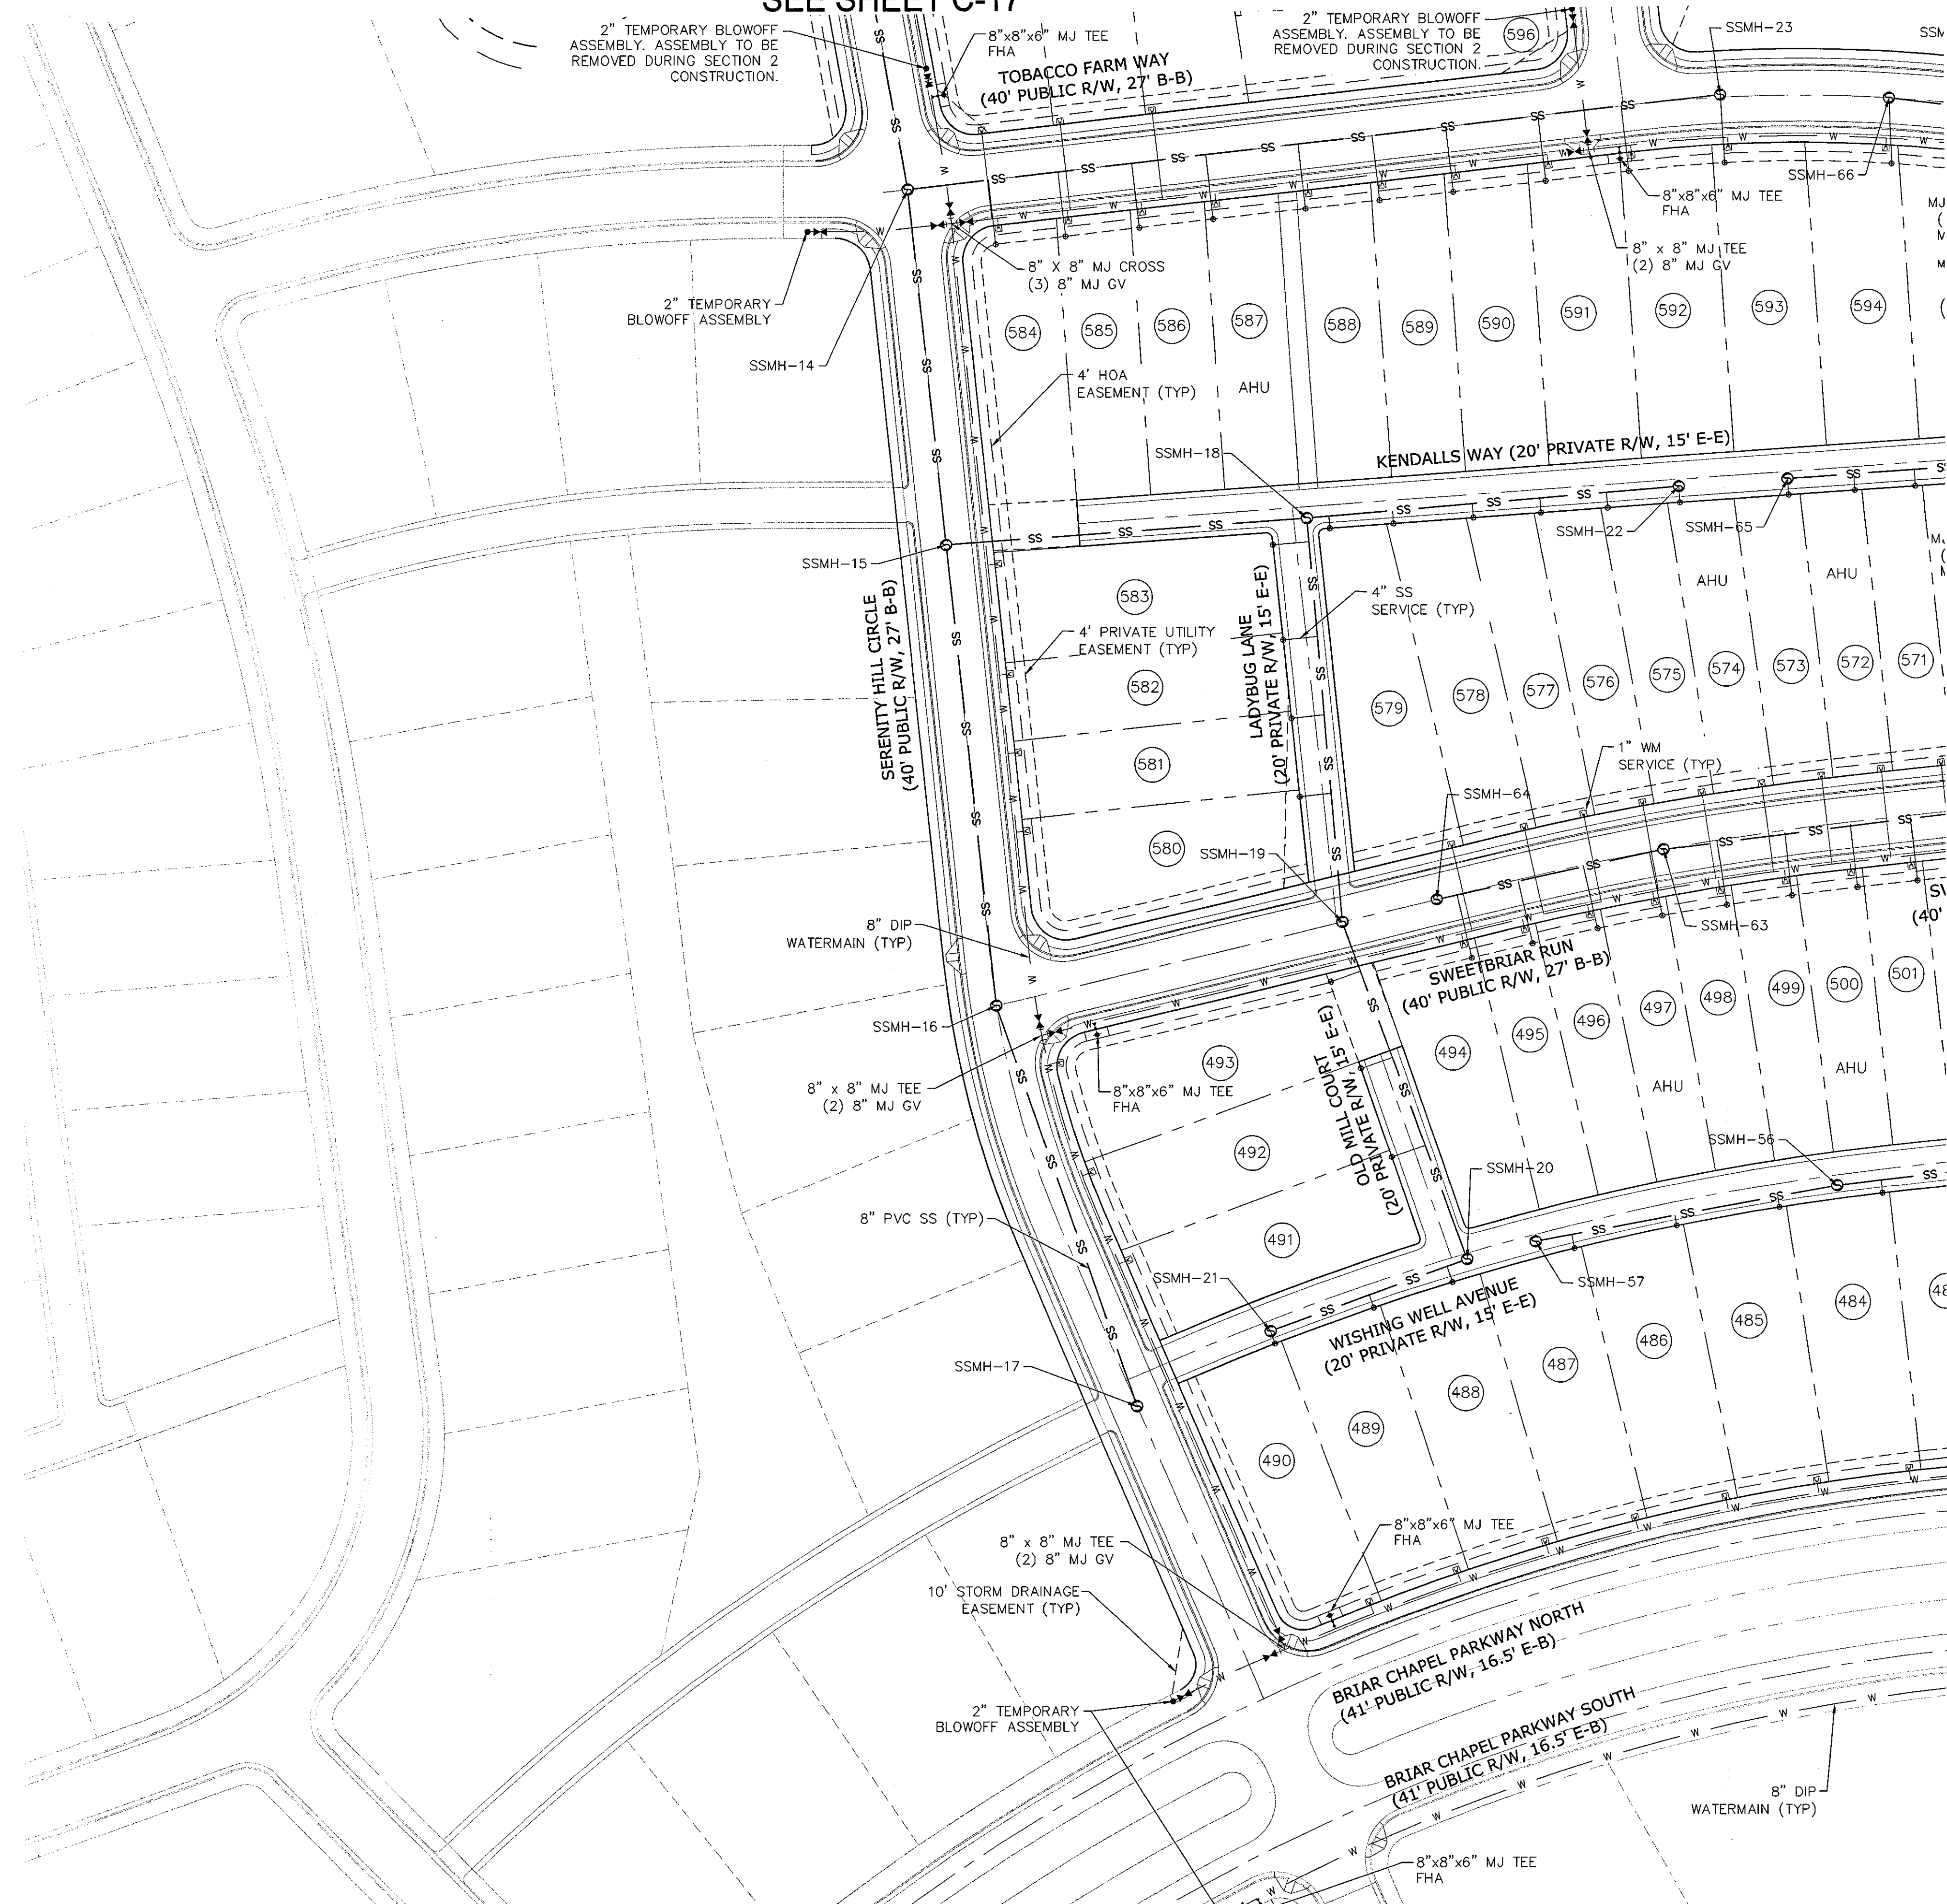 SEE SHEET C-17
2" TEMPORARY BLOWOFF
ASSEMBLY. ASSEMBLY TO BE
REMOVED DURING SECTION 2
CONSTRUCTION.
8"x8"x6" MJ TEE
FHA
TOBACCO FARM WAY
(40' PUBLIC R/W, 27' B-B)
2" TEMPORARY BLOWOFF
ASSEMBLY. ASSEMBLY TO BE
REMOVED DURING SECTION 2
CONSTRUCTION.
596
SSMH-23
SSMH-66
8"x8"x6" MJ TEE
FHA
8" x 8" MJ TEE
(2) 8" MJ GV
8" X 8" MJ CROSS
(3) 8" MJ GV
2" TEMPORARY
BLOWOFF ASSEMBLY
SSMH-14
584
585
586
587
588
589
590
591
592
593
594
4' HOA
EASEMENT (TYP)
AHU
SSMH-18
KENDALLS WAY (20' PRIVATE R/W, 15' E-E)
SSMH-22
SSMH-65
SSMH-15
SERENITY HILL CIRCLE
(40' PUBLIC R/W, 27' B-B)
583
4' PRIVATE UTILITY
EASEMENT (TYP)
582
581
580
LADYBUG LANE
(20' PRIVATE R/W, 15' E-E)
4" SS
SERVICE (TYP)
AHU
AHU
579
578
577
576
575
574
573
572
571
1" WM
SERVICE (TYP)
SSMH-64
SSMH-19
SSMH-63
8" DIP
WATERMAIN (TYP)
SWEETBRIAR RUN
(40' PUBLIC R/W, 27' B-B)
(40'
SSMH-16
8" x 8" MJ TEE
(2) 8" MJ GV
8"x8"x6" MJ TEE
FHA
493
492
491
OLD MILL COURT
(20' PRIVATE R/W, 15' E-E)
494
495
496
497
498
499
500
501
AHU
AHU
SSMH-56
SSMH-20
8" PVC SS (TYP)
SSMH-21
SSMH-57
WISHING WELL AVENUE
(20' PRIVATE R/W, 15' E-E)
SSMH-17
490
489
488
487
486
485
484
8" x 8" MJ TEE
(2) 8" MJ GV
8"x8"x6" MJ TEE
FHA
10' STORM DRAINAGE
EASEMENT (TYP)
2" TEMPORARY
BLOWOFF ASSEMBLY
BRIAR CHAPEL PARKWAY NORTH
(41' PUBLIC R/W, 16.5' E-B)
BRIAR CHAPEL PARKWAY SOUTH
(41' PUBLIC R/W, 16.5' E-B)
8" DIP
WATERMAIN (TYP)
8"x8"x6" MJ TEE
FHA